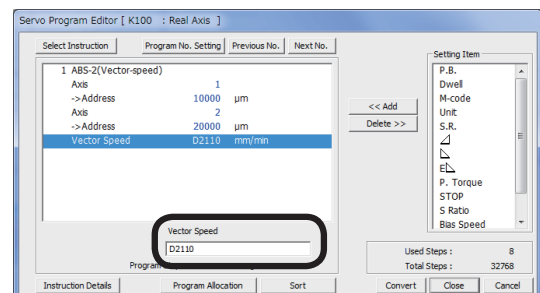 Servo Program Editor [ K100 : Real Axis ]
Select Instruction Program No. Setting Previous No. Next No.
Setting Item
1 ABS-2(Vector-speed)
Axis 1
->Address 10000 μm
Axis 2
->Address 20000 μm
Vector Speed D2110 mm/min
<< Add
Delete >>
P.B.
Dwell
M-code
Unit
S.R.
E
P. Torque
STOP
S Ratio
Bias Speed
Vector Speed
D2110
Used Steps : 8
Total Steps : 32768
Instruction Details Program Allocation Sort Convert Close Cancel